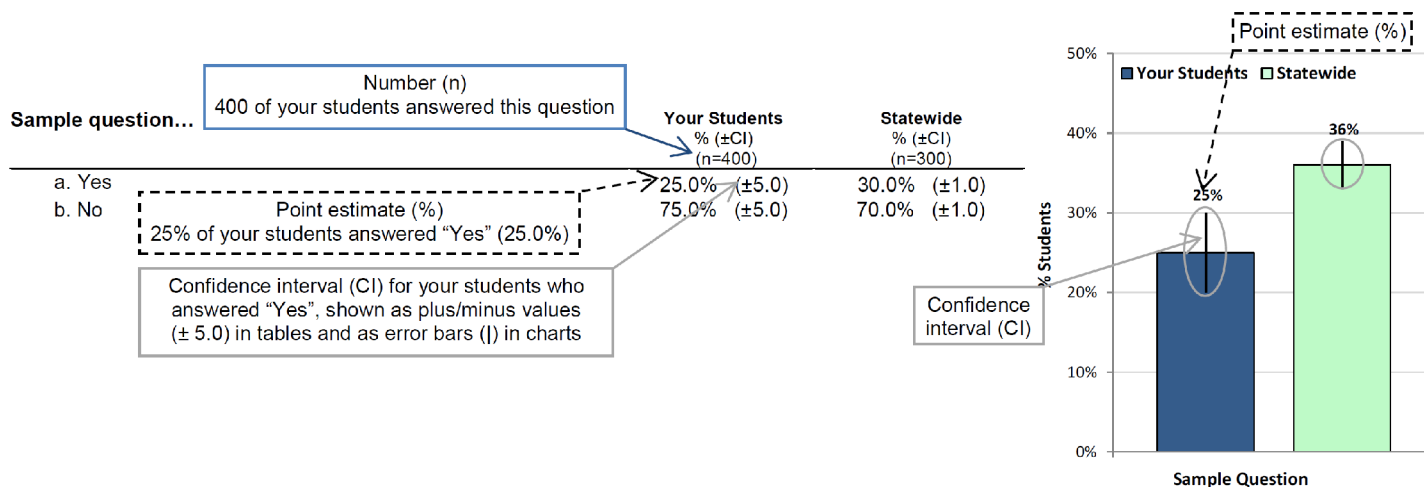 Number (n)
400 of your students answered this question
Sample question…
Your Students
% (±CI)
(n=400)
Statewide
% (±CI)
(n=300)
a. Yes
25.0% (±5.0)
30.0% (±1.0)
b. No
75.0% (±5.0)
70.0% (±1.0)
Point estimate (%)
25% of your students answered “Yes” (25.0%)
Confidence interval (CI) for your students who
answered “Yes”, shown as plus/minus values
(± 5.0) in tables and as error bars (|) in charts
Point estimate (%)
Your Students
Statewide
50%
40%
30%
20%
10%
0%
% Students
25%
36%
Confidence
interval (CI)
Sample Question